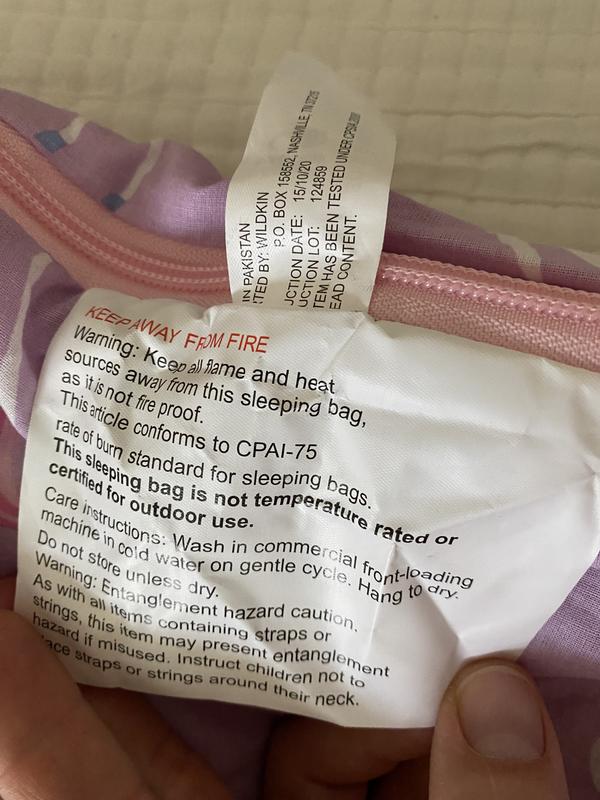 IN PAKISTAN
RTED BY: WILDKIN
P.O. BOX 158552, NASHVILLE, TN 37215
UCTION DATE: 15/10/20
UCTION LOT: 124859
TEM HAS BEEN TESTED UNDER CPSIA
EAD CONTENT.
KEEP AWAY FROM FIRE
Warning: Keep all flame and heat
sources away from this sleeping bag,
as it is not fire proof.
This article conforms to CPAI-75
rate of burn standard for sleeping bags.
This sleeping bag is not temperature rated or
certified for outdoor use.
Care instructions: Wash in commercial front-loading
machine in cold water on gentle cycle. Hang to dry.
Do not store unless dry.
Warning: Entanglement hazard caution.
As with all items containing straps or
strings, this item may present entanglement
hazard if misused. Instruct children not to
lace straps or strings around their neck.